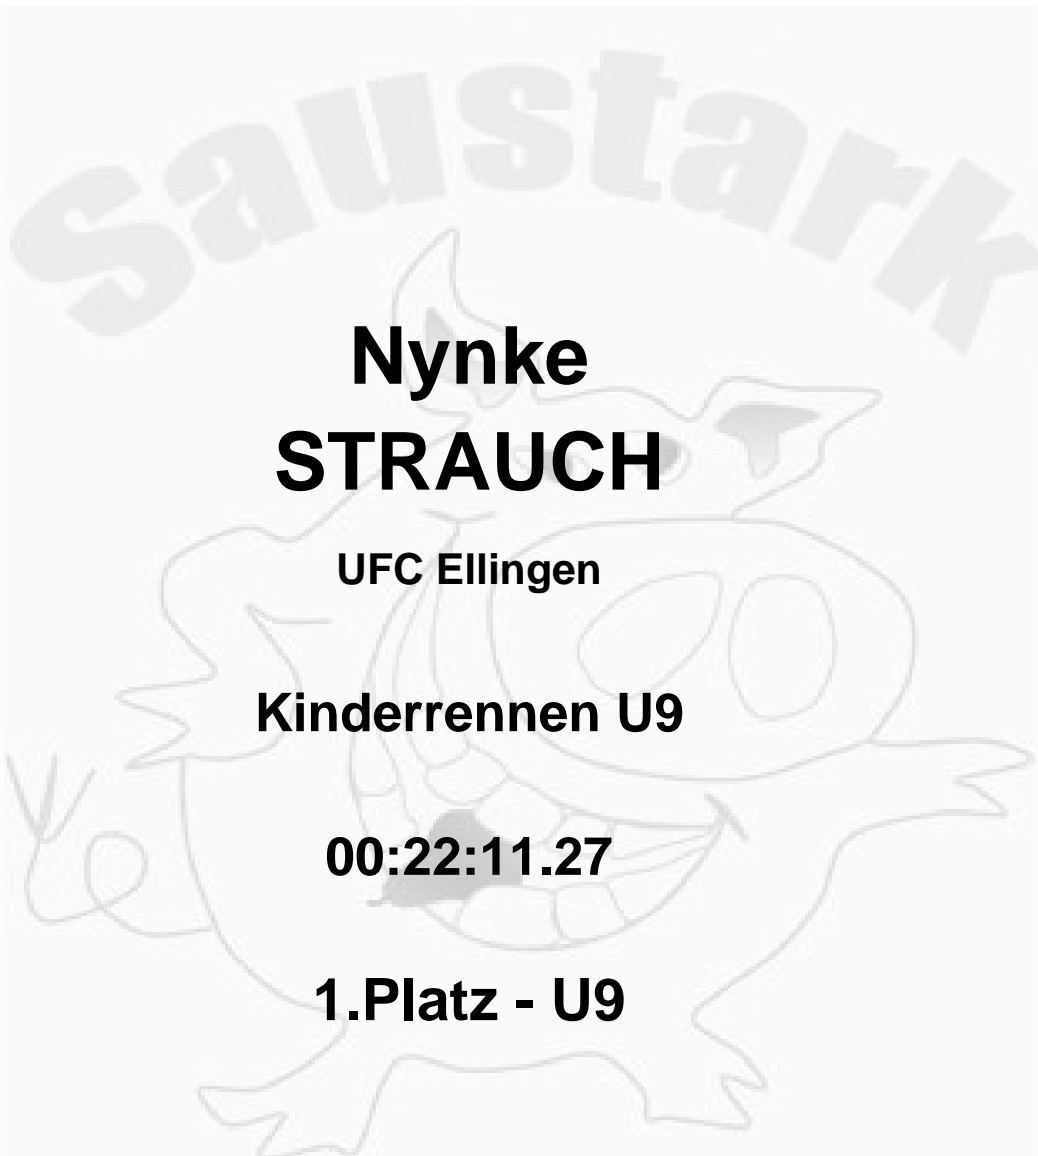 Saustark
Nynke
STRAUCH
UFC Ellingen
Kinderrennen U9
00:22:11.27
1.Platz - U9